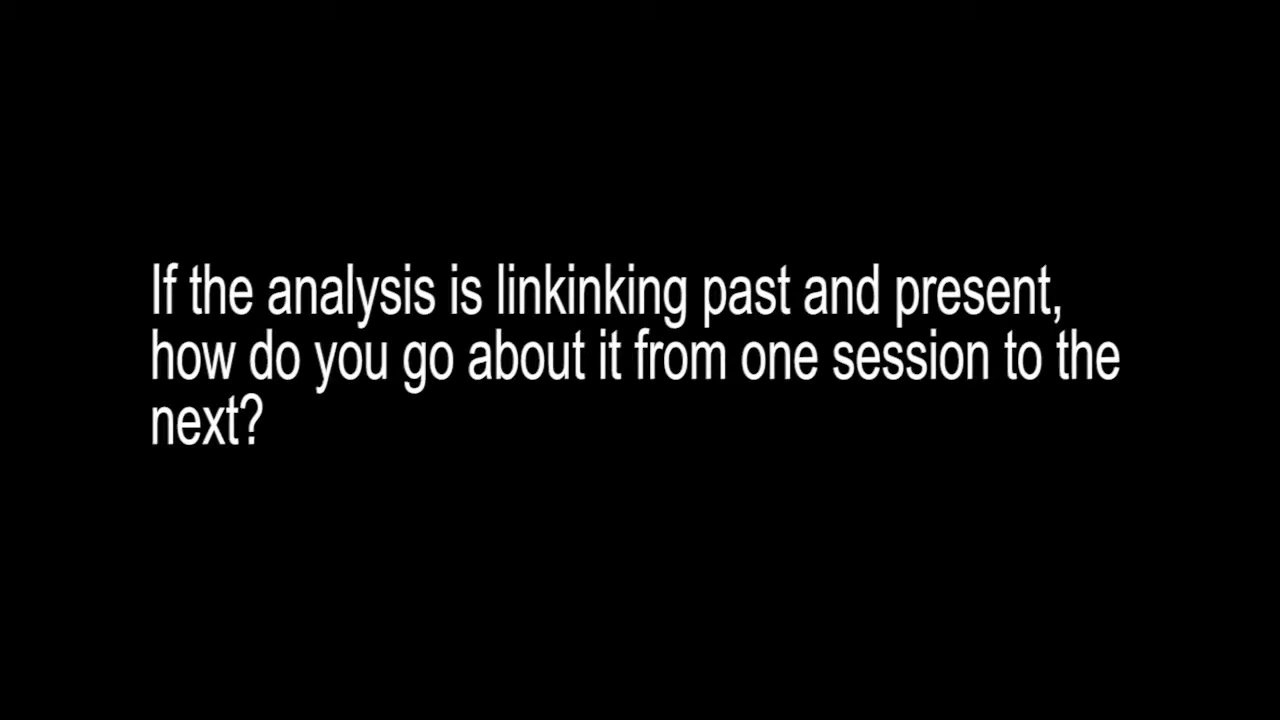 If the analysis is linkinking past and present,
how do you go about it from one session to the
next?